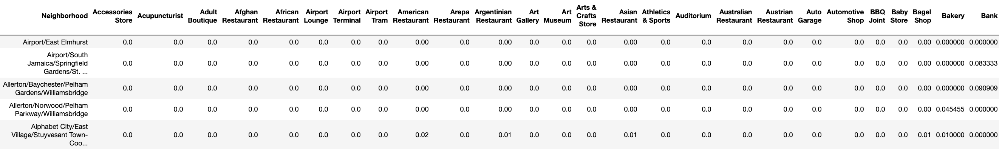 Neighborhood Accessories Store Acupuncturist Adult Boutique Afghan Restaurant African Restaurant Airport Lounge Airport Terminal Airport Tram American Restaurant Arepa Restaurant Argentinian Restaurant Art Gallery Art Museum Arts & Crafts Store Asian Restaurant Athletics & Sports Auditorium Australian Restaurant Austrian Restaurant Auto Garage Automotive Shop BBQ Joint Baby Store Bagel Shop Bakery Bank
Airport/East Elmhurst 0.0 0.0 0.0 0.0 0.0 0.0 0.0 0.0 0.00 0.0 0.00 0.0 0.0 0.0 0.00 0.0 0.0 0.0 0.0 0.0 0.0 0.0 0.0 0.00 0.000000 0.000000
Airport/South
Jamaica/Springfield 0.0 0.0 0.0 0.0 0.0 0.0 0.0 0.0 0.00 0.0 0.00 0.0 0.0 0.0 0.00 0.0 0.0 0.0 0.0 0.0 0.0 0.0 0.0 0.00 0.000000 0.083333
Gardens/St. ...
Allerton/Baychester/Pelham
Gardens/Williamsbridge 0.0 0.0 0.0 0.0 0.0 0.0 0.0 0.0 0.00 0.0 0.00 0.0 0.0 0.0 0.00 0.0 0.0 0.0 0.0 0.0 0.0 0.0 0.0 0.00 0.000000 0.090909
Allerton/Norwood/Pelham
Parkway/Williamsbridge 0.0 0.0 0.0 0.0 0.0 0.0 0.0 0.0 0.00 0.0 0.00 0.0 0.0 0.0 0.00 0.0 0.0 0.0 0.0 0.0 0.0 0.0 0.0 0.00 0.045455 0.000000
Alphabet City/East
Village/Stuyvesant Town- 0.0 0.0 0.0 0.0 0.0 0.0 0.0 0.0 0.02 0.0 0.01 0.0 0.0 0.0 0.01 0.0 0.0 0.0 0.0 0.0 0.0 0.0 0.0 0.01 0.010000 0.000000
Coo...